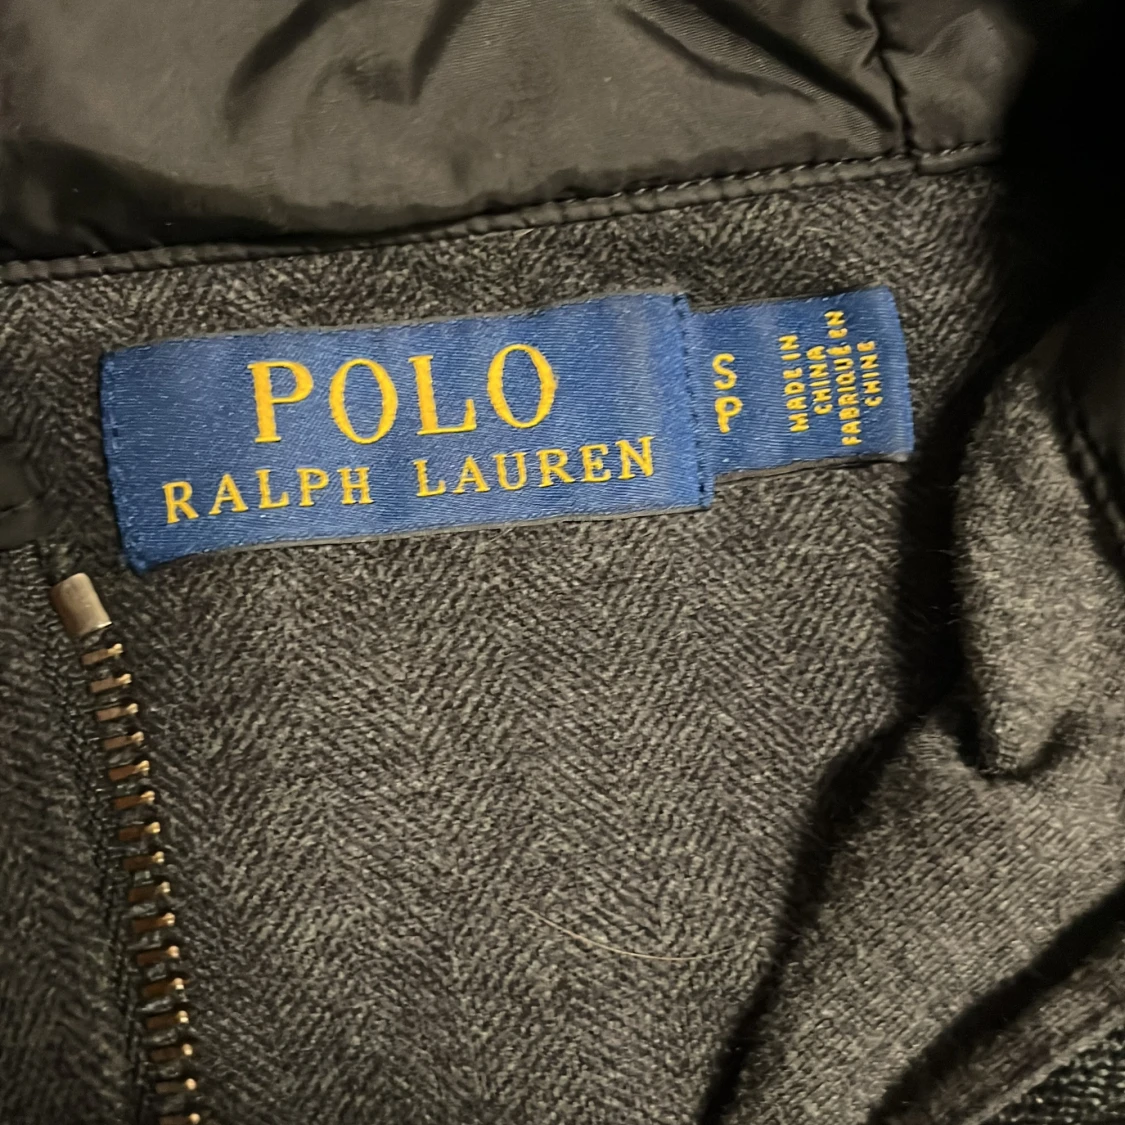 POLO
RALPH LAUREN
S
P
MADE IN
CHINA
FABRIQUÉ EN
CHINE